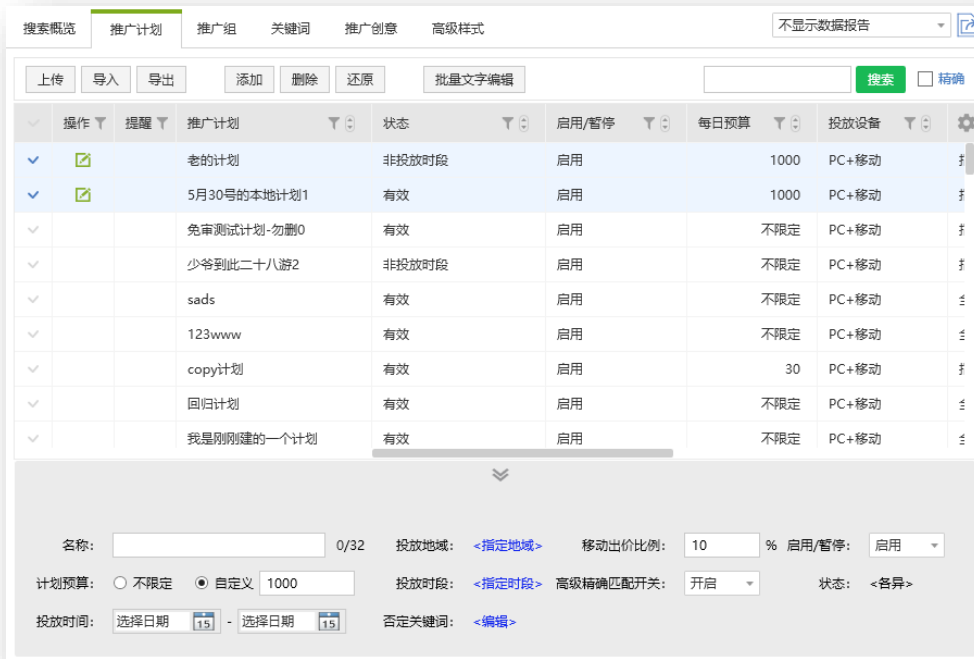 搜索概览 推广计划 推广组 关键词 推广创意 高级样式 不显示数据报告
上传 导入 导出 添加 删除 还原 批量文字编辑 搜索 精确
操作 提醒 推广计划 状态 启用/暂停 每日预算 投放设备
老的计划 非投放时段 启用 1000 PC+移动
5月30号的本地计划1 有效 启用 1000 PC+移动
免审测试计划-勿删0 有效 启用 不限定 PC+移动
少爷到此二十八游2 非投放时段 启用 不限定 PC+移动
sads 有效 启用 不限定 PC+移动
123www 有效 启用 不限定 PC+移动
copy计划 有效 启用 30 PC+移动
回归计划 有效 启用 不限定 PC+移动
我是刚刚建的一个计划 有效 启用 不限定 PC+移动
名称: 0/32 投放地域: <指定地域> 移动出价比例: 10 % 启用/暂停: 启用
计划预算: 不限定 自定义 1000 投放时段: <指定时段> 高级精确匹配开关: 开启 状态: <各异>
投放时间: 选择日期 15 - 选择日期 15 否定关键词: <编辑>